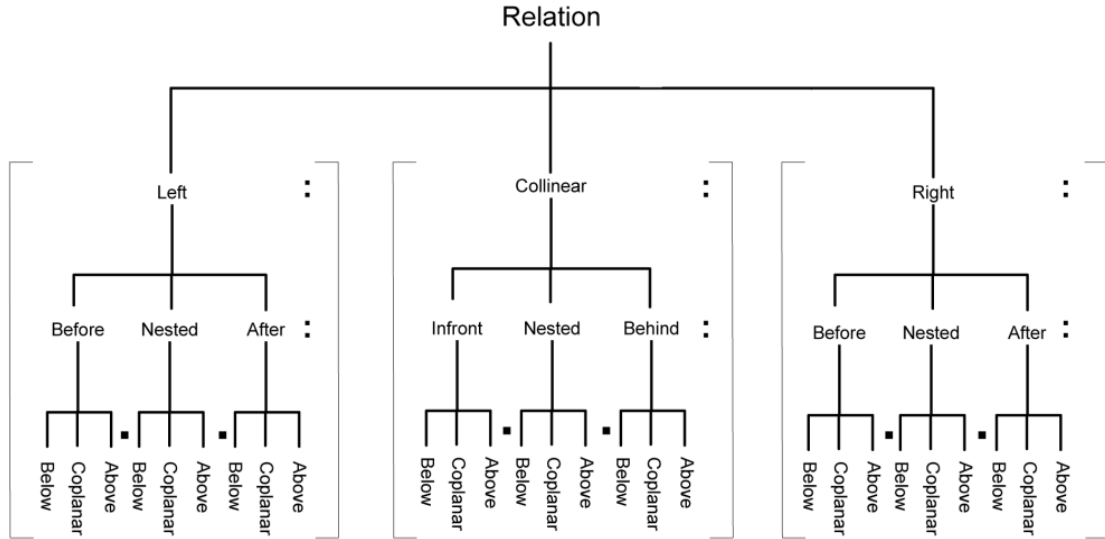 Relation
Left : Collinear : Right :
Before Nested After : Infront Nested Behind : Before Nested After :
Below Coplanar Above . Below Coplanar Above . Below Coplanar Above Below Coplanar Above . Below Coplanar Above . Below Coplanar Above Below Coplanar Above . Below Coplanar Above . Below Coplanar Above